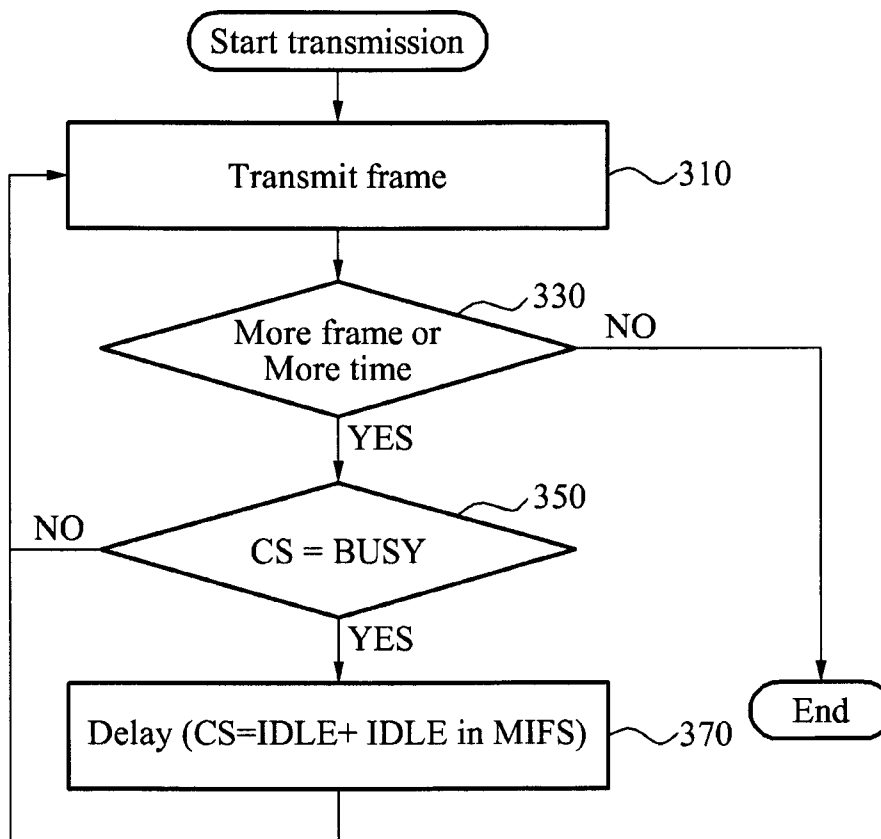 Start transmission
Transmit frame
310
330
More frame or
More time
NO
YES
350
NO
CS = BUSY
YES
Delay (CS=IDLE+ IDLE in MIFS)
370
End